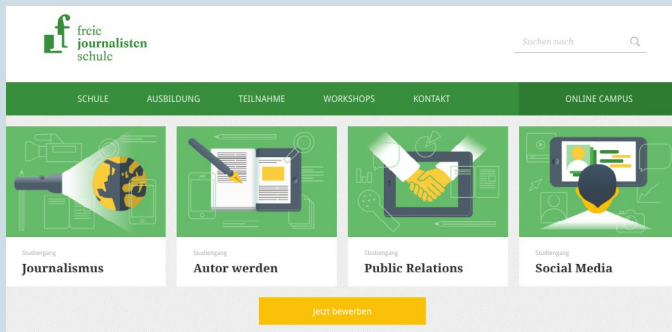 freie
journalisten
schule
Suchen nach
SCHULE AUSBILDUNG TEILNAHME WORKSHOPS KONTAKT ONLINE CAMPUS
Studiengang Studiengang Studiengang Studiengang
Journalismus Autor werden Public Relations Social Media
Jetzt bewerben